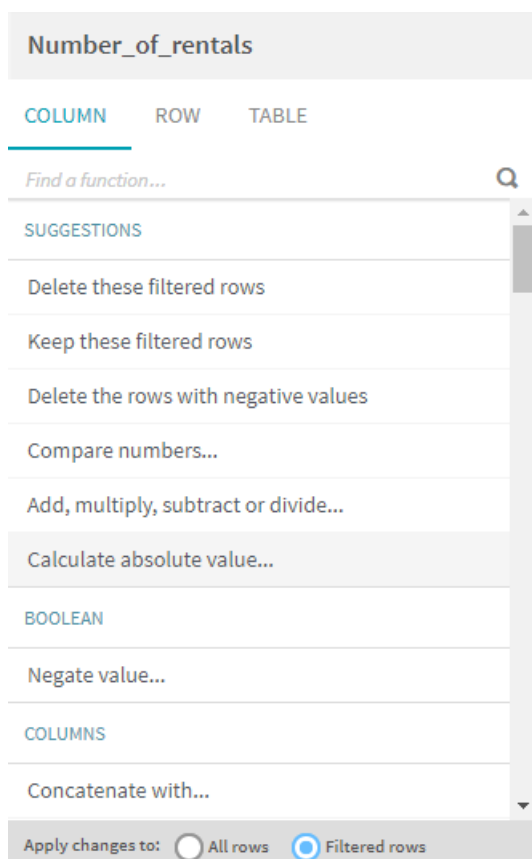 Number_of_rentals
COLUMN ROW TABLE
Find a function...
SUGGESTIONS
Delete these filtered rows
Keep these filtered rows
Delete the rows with negative values
Compare numbers...
Add, multiply, subtract or divide...
Calculate absolute value...
BOOLEAN
Negate value...
COLUMNS
Concatenate with...
Apply changes to: All rows Filtered rows